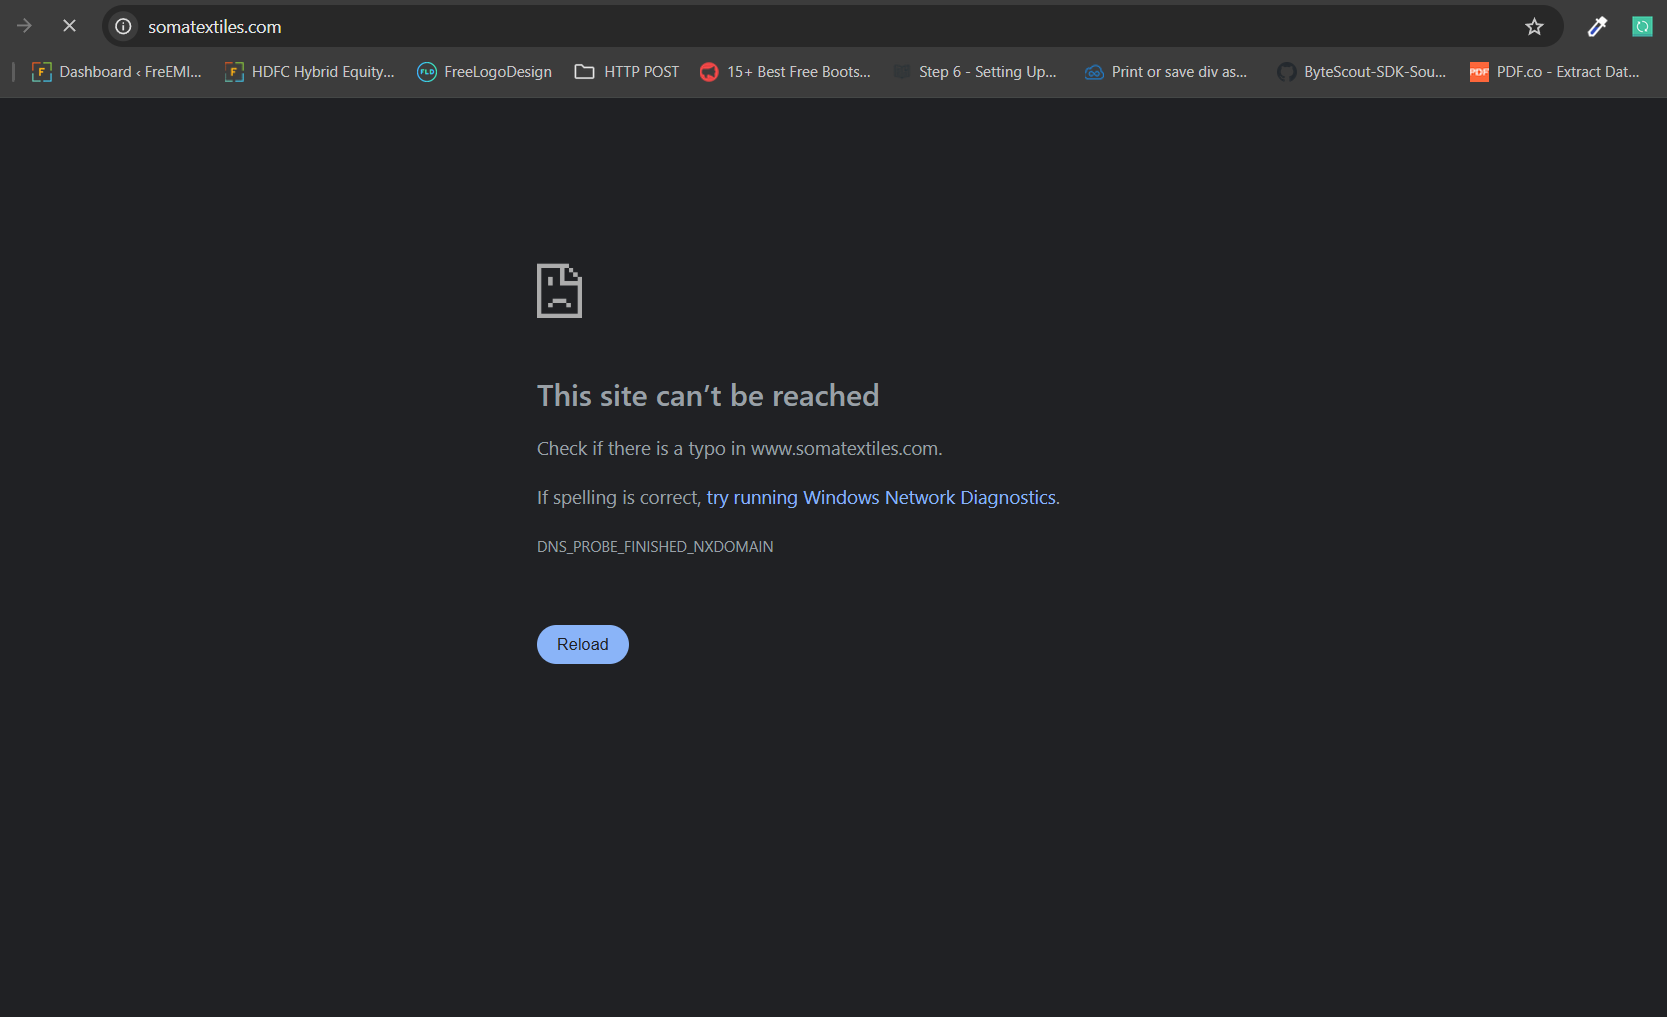 somatextiles.com
Dashboard ‹ FreEMI... HDFC Hybrid Equity... FLD FreeLogoDesign HTTP POST 15+ Best Free Boots... Step 6 - Setting Up... Print or save div as... ByteScout-SDK-Sou... PDF PDF.co - Extract Dat...
This site can’t be reached
Check if there is a typo in www.somatextiles.com.
If spelling is correct, try running Windows Network Diagnostics.
DNS_PROBE_FINISHED_NXDOMAIN
Reload